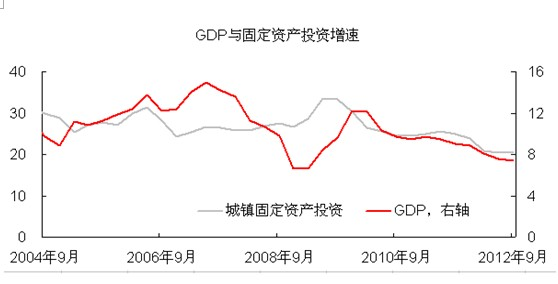 GDP与固定资产投资增速
40
30
20
10
0
16
12
8
4
0
城镇固定资产投资
GDP，右轴
2004年9月
2006年9月
2008年9月
2010年9月
2012年9月